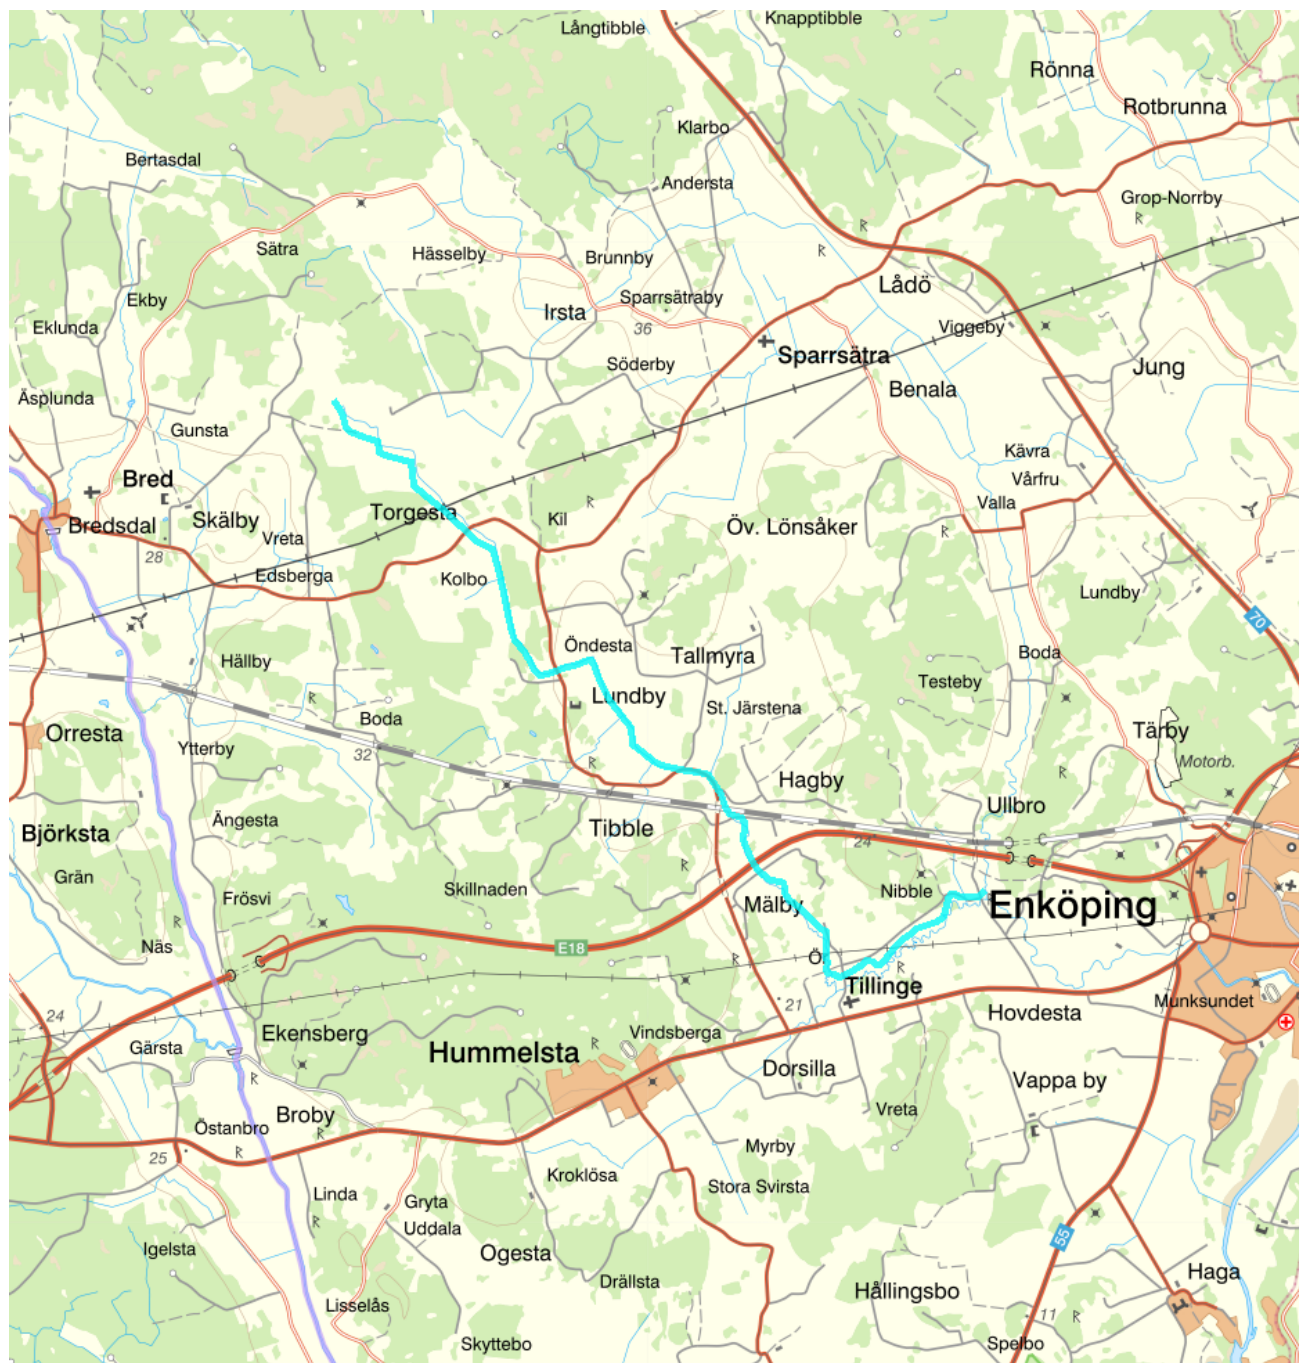 Knapptibble
Långtibble
Rönna
Rotbrunna
Klarbo
Bertasdal
Andersta
Grop-Norrby
Sätra
Hässelby
Brunnby
Lådö
Ekby
Sparrsätraby
Irsta
Eklunda
36
Viggeby
Sparrsätra
Söderby
Jung
Benala
Äsplunda
Gunsta
Kävra
Bred
Vårfru
Valla
Torgesta
Skälby
Kil
Bredsdal
Öv. Lönsåker
Vreta
28
Edsberga
Kolbo
Lundby
70
Öndesta
Tallmyra
Boda
Hällby
Testeby
Lundby
St. Järstena
Boda
Tärby
Orresta
Ytterby
32
Motorb.
Hagby
Ullbro
Ängesta
Tibble
Björksta
24
Grän
Skillnaden
Nibble
Frösvi
Mälby
Enköping
Näs
E18
Ö.
Tillinge
21
Munksundet
24
Hovdesta
Ekensberg
Vindsberga
Gärsta
Hummelsta
Dorsilla
Vappa by
Broby
Vreta
Östanbro
Myrby
25
Kroklösa
Stora Svirsta
Linda
Gryta
Uddala
55
Igelsta
Ogesta
Haga
Drällsta
Hållingsbo
Lisselås
11
Skyttebo
Spelbo